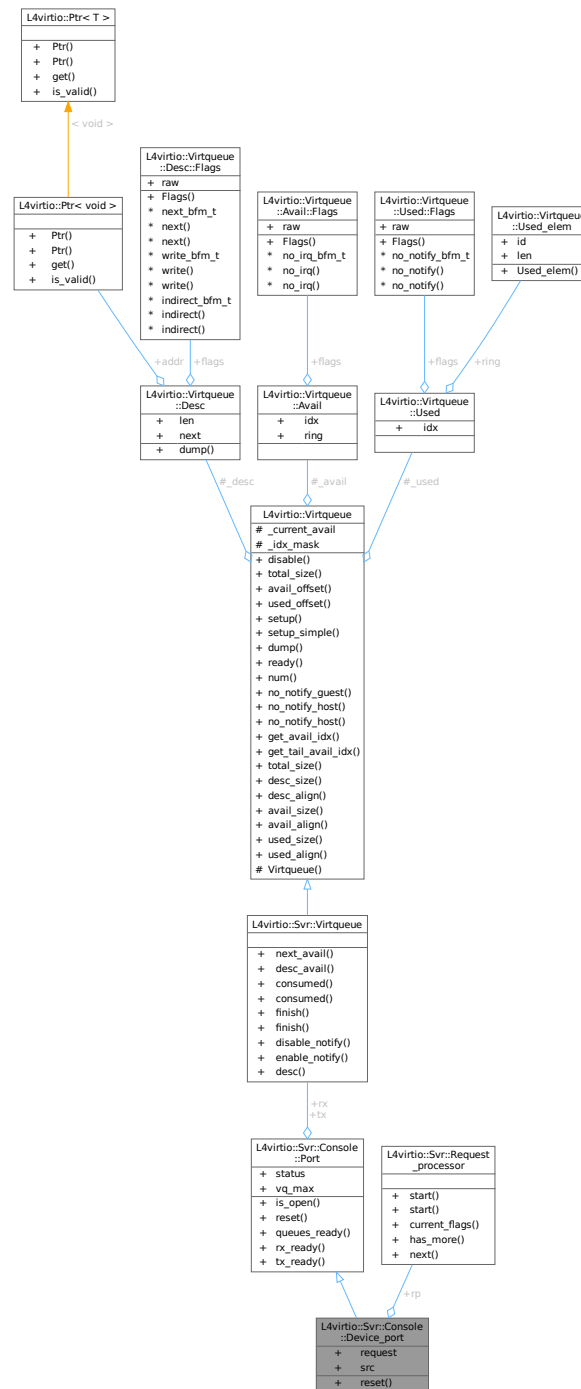 L4virtio::Ptr< T >
+ Ptr()
+ Ptr()
+ get()
+ is_valid()
< void >
L4virtio::Ptr< void >
+ Ptr()
+ Ptr()
+ get()
+ is_valid()
L4virtio::Virtqueue
::Desc::Flags
+ raw
+ Flags()
* next_bfm_t
* next()
* next()
* write_bfm_t
* write()
* write()
* indirect_bfm_t
* indirect()
* indirect()
L4virtio::Virtqueue
::Avail::Flags
+ raw
+ Flags()
* no_irq_bfm_t
* no_irq()
* no_irq()
L4virtio::Virtqueue
::Used::Flags
+ raw
+ Flags()
* no_notify_bfm_t
* no_notify()
* no_notify()
L4virtio::Virtqueue
::Used_elem
+ id
+ len
+ Used_elem()
+addr
+flags
+flags
+flags
+ring
L4virtio::Virtqueue
::Desc
+ len
+ next
+ dump()
L4virtio::Virtqueue
::Avail
+ idx
+ ring
L4virtio::Virtqueue
::Used
+ idx
#_desc
#_avail
#_used
L4virtio::Virtqueue
# _current_avail
# _idx_mask
+ disable()
+ total_size()
+ avail_offset()
+ used_offset()
+ setup()
+ setup_simple()
+ dump()
+ ready()
+ num()
+ no_notify_guest()
+ no_notify_host()
+ no_notify_host()
+ get_avail_idx()
+ get_tail_avail_idx()
+ total_size()
+ desc_size()
+ desc_align()
+ avail_size()
+ avail_align()
+ used_size()
+ used_align()
# Virtqueue()
L4virtio::Svr::Virtqueue
+ next_avail()
+ desc_avail()
+ consumed()
+ consumed()
+ finish()
+ finish()
+ disable_notify()
+ enable_notify()
+ desc()
+rx
+tx
L4virtio::Svr::Console
::Port
+ status
+ vq_max
+ is_open()
+ reset()
+ queues_ready()
+ rx_ready()
+ tx_ready()
L4virtio::Svr::Request
_processor
+ start()
+ start()
+ current_flags()
+ has_more()
+ next()
+rp
L4virtio::Svr::Console
::Device_port
+ request
+ src
+ reset()